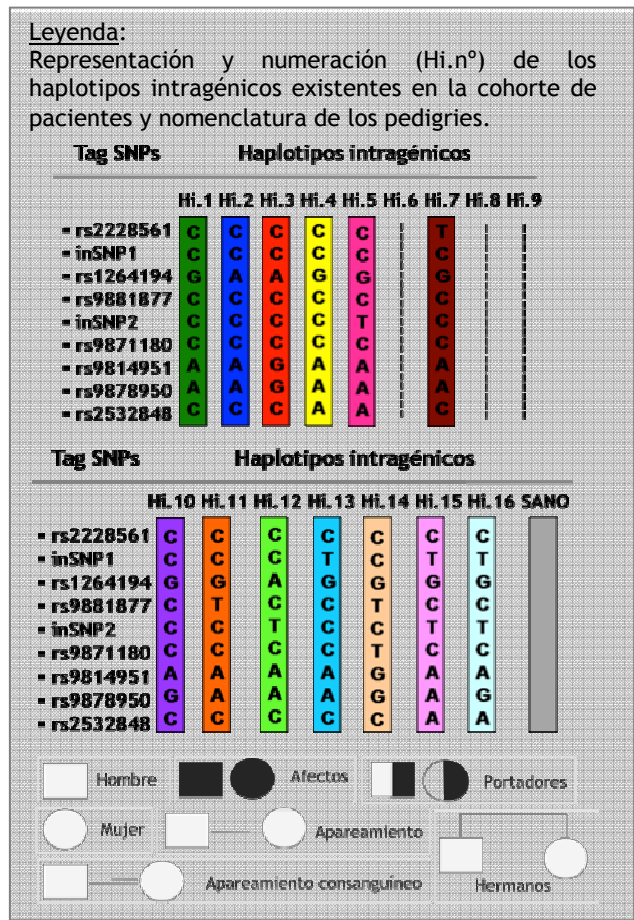 Leyenda:
Representación y numeración (Hi.nº) de los
haplotipos intragénicos existentes en la cohorte de
pacientes y nomenclatura de los pedigries.
Tag SNPs Haplotipos intragénicos
Hi.1 Hi.2 Hi.3 Hi.4 Hi.5 Hi.6 Hi.7 Hi.8 Hi.9
- rs2228561 C C C C C T
- inSNP1 C C C C C C
- rs1264194 G A A G G G
- rs9881877 C C C C C C
- inSNP2 C C C C T C
- rs9871180 C C C C C C
- rs9814951 A A G A A A
- rs9878950 A A G A A A
- rs2532848 C C C A A C
Tag SNPs Haplotipos intragénicos
Hi.10 Hi.11 Hi.12 Hi.13 Hi.14 Hi.15 Hi.16 SANO
- rs2228561 C C C C C C C
- inSNP1 C C C T C T T
- rs1264194 G G A G G G G
- rs9881877 C T C C T C C
- inSNP2 C C T C C T T
- rs9871180 C C C C T C C
- rs9814951 A A A A G A A
- rs9878950 G A A A G A G
- rs2532848 C C C C C A A
Hombre Afectos Portadores
Mujer Apareamiento
Apareamiento consanguíneo Hermanos